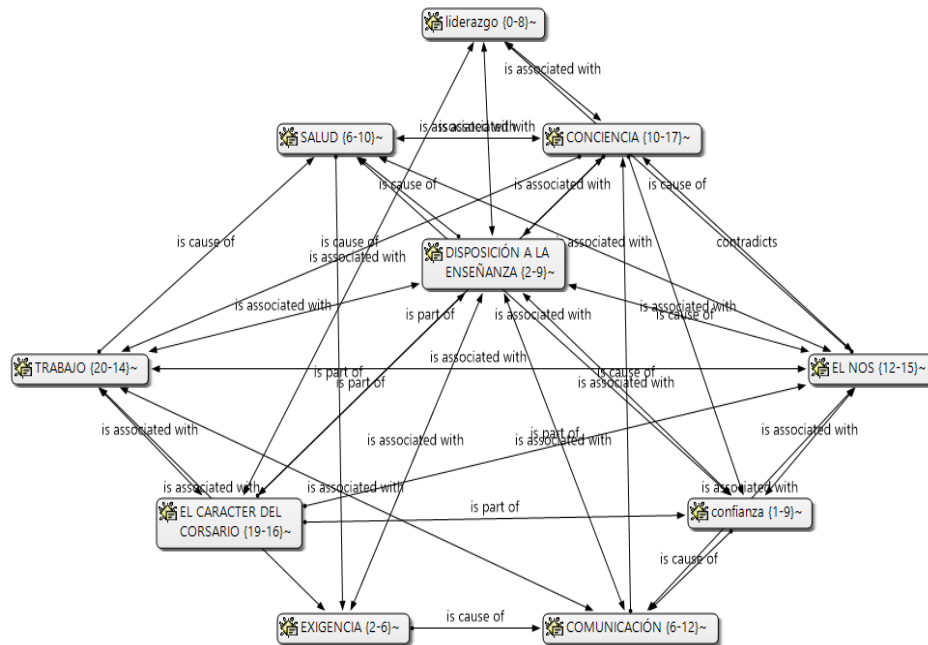 liderazgo {0-8}~
is associated with
SALUD {6-10}~
is associated with
is associated with
CONCIENCIA {10-17}~
is cause of
is associated with
is cause of
is cause of
is cause of
is associated with
DISPOSICIÓN A LA
ENSEÑANZA {2-9}~
is associated with
contradicts
is associated with
is part of
is associated with
is cause of
TRABAJO {20-14}~
is associated with
EL NOS {12-15}~
is part of
is part of
is cause of
is associated with
is associated with
is associated with
is part of
is associated with
is associated with
is associated with
is associated with
EL CARACTER DEL
CORSARIO {19-16}~
is part of
confianza {1-9}~
is cause of
EXIGENCIA {2-6}~
is cause of
COMUNICACIÓN {6-12}~